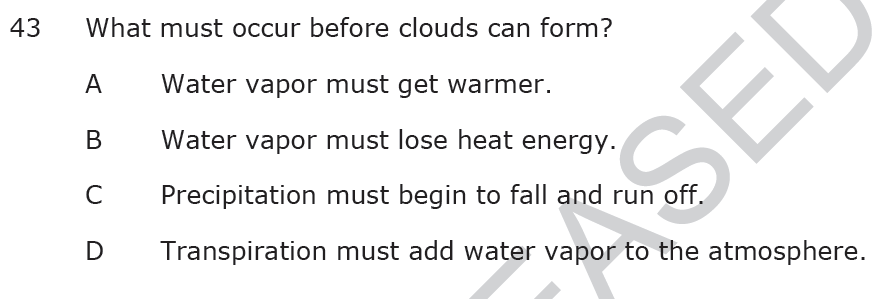 43 What must occur before clouds can form?
A Water vapor must get warmer.
B Water vapor must lose heat energy.
C Precipitation must begin to fall and run off.
D Transpiration must add water vapor to the atmosphere.
EASED